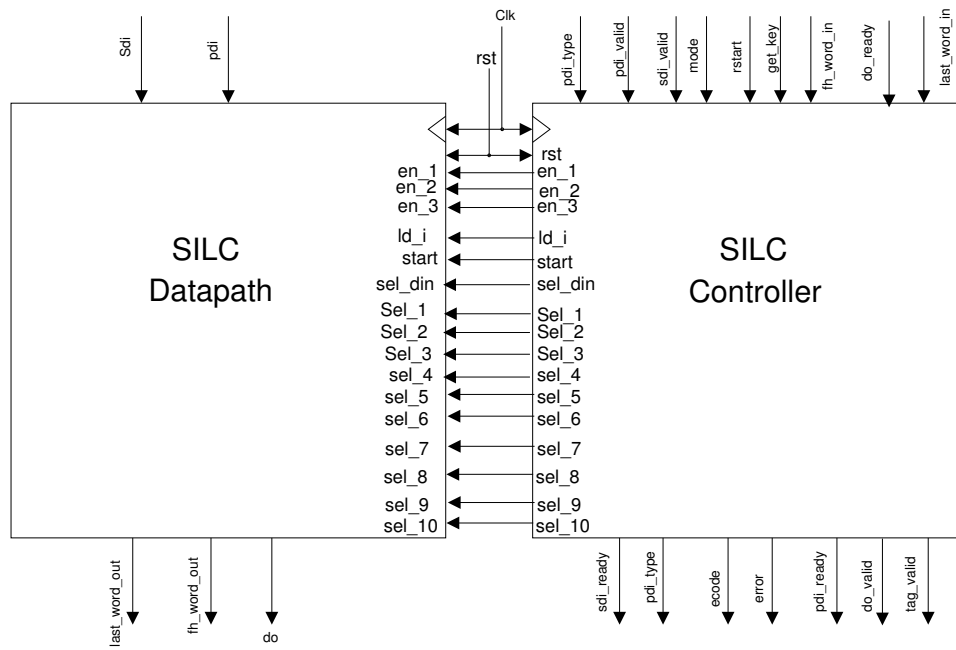 Clk
Sdi
pdi
rst
pdi_type
pdi_valid
sdi_valid
mode
rstart
get_key
fh_word_in
do_ready
last_word_in
rst
en_1 en_1
en_2 en_2
en_3 en_3
ld_i ld_i
start start
sel_din sel_din
Sel_1 Sel_1
Sel_2 Sel_2
Sel_3 Sel_3
sel_4 sel_4
sel_5 sel_5
sel_6 sel_6
sel_7 sel_7
sel_8 sel_8
sel_9 sel_9
sel_10 sel_10
SILC
Datapath
SILC
Controller
last_word_out
fh_word_out
do
sdi_ready
pdi_type
ecode
error
pdi_ready
do_valid
tag_valid